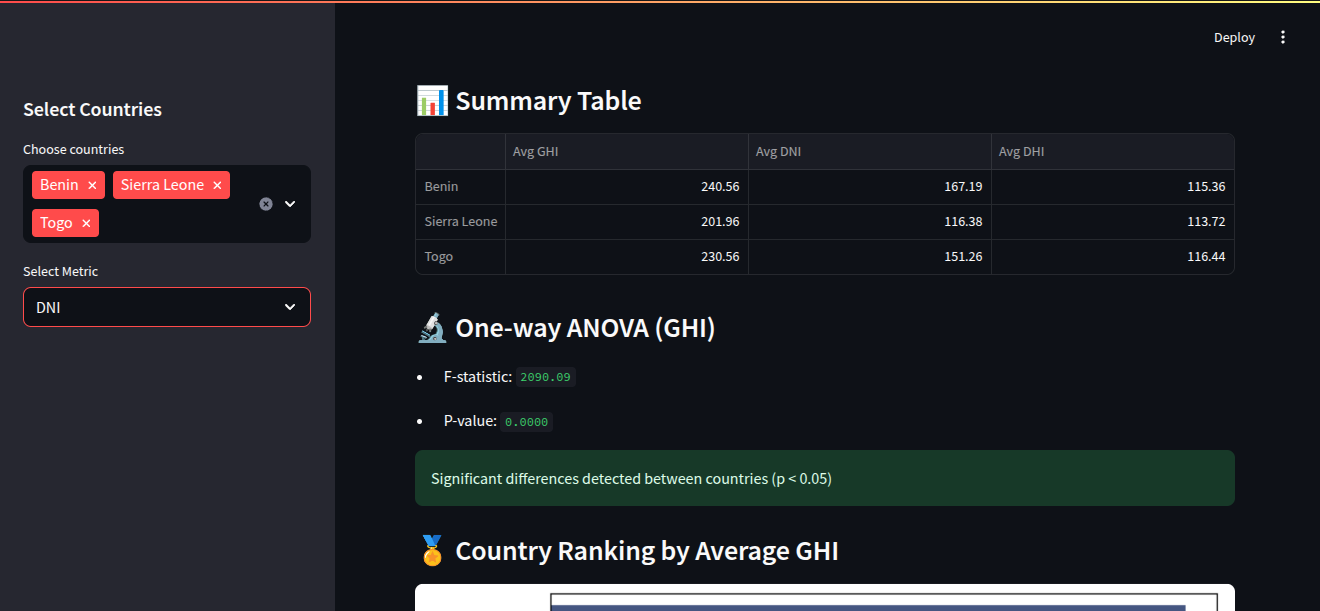 Deploy
Select Countries
Choose countries
Benin
Sierra Leone
Togo
Select Metric
DNI
Summary Table
Avg GHI Avg DNI Avg DHI
Benin 240.56 167.19 115.36
Sierra Leone 201.96 116.38 113.72
Togo 230.56 151.26 116.44
One-way ANOVA (GHI)
• F-statistic: 2090.09
• P-value: 0.0000
Significant differences detected between countries (p < 0.05)
Country Ranking by Average GHI